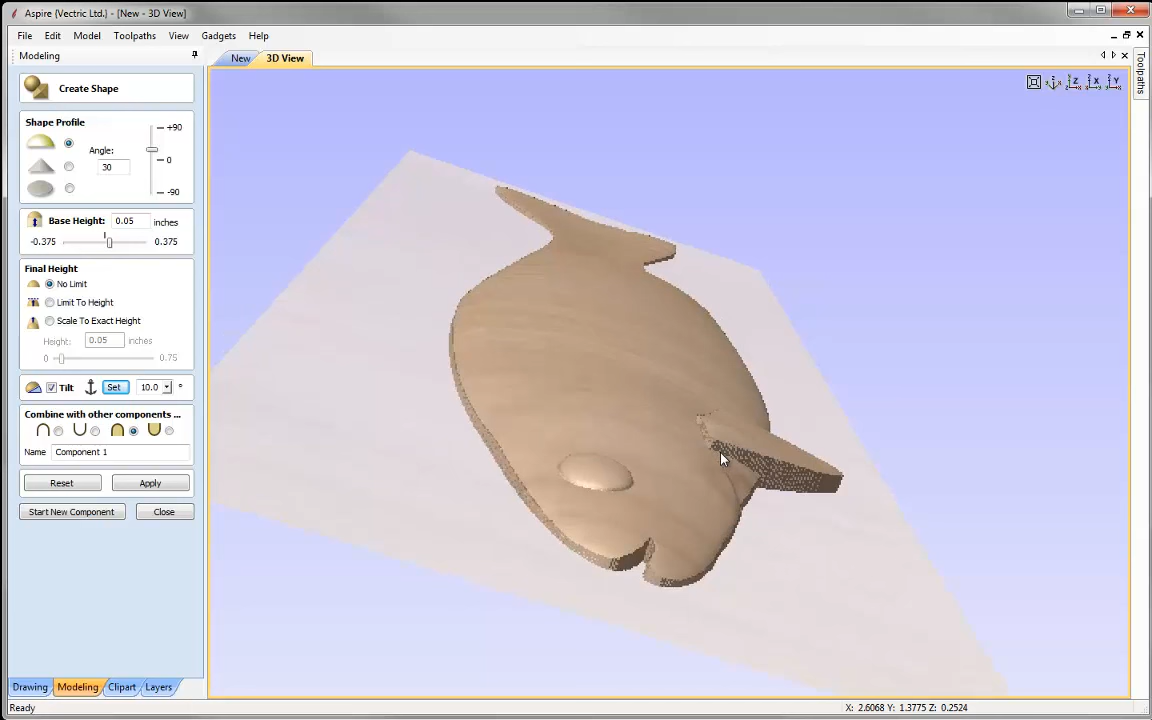 Aspire (Vectric Ltd.) - [New - 3D View]
File Edit Model Toolpaths View Gadgets Help
Modeling
New 3D View
Toolpaths
Z X Y
Create Shape
Shape Profile
+90
Angle:
0
30
-90
Base Height: 0.05 inches
-0.375 0.375
Final Height
No Limit
Limit To Height
Scale To Exact Height
Height: 0.05 inches
0 0.75
Tilt Set 10.0 °
Combine with other components ...
Name Component 1
Reset Apply
Start New Component Close
Drawing Modeling Clipart Layers
Ready X: 2.6068 Y: 1.3775 Z: 0.2524